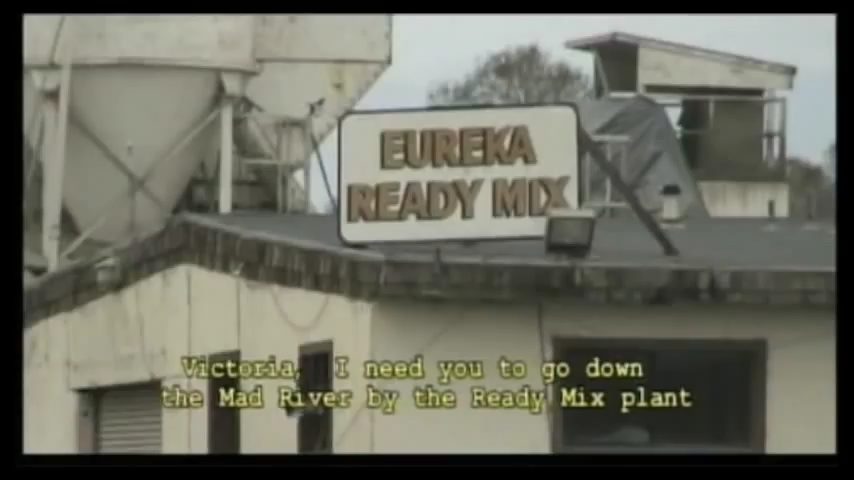 EUREKA
READY MIX
Victoria, I need you to go down
the Mad River by the Ready Mix plant